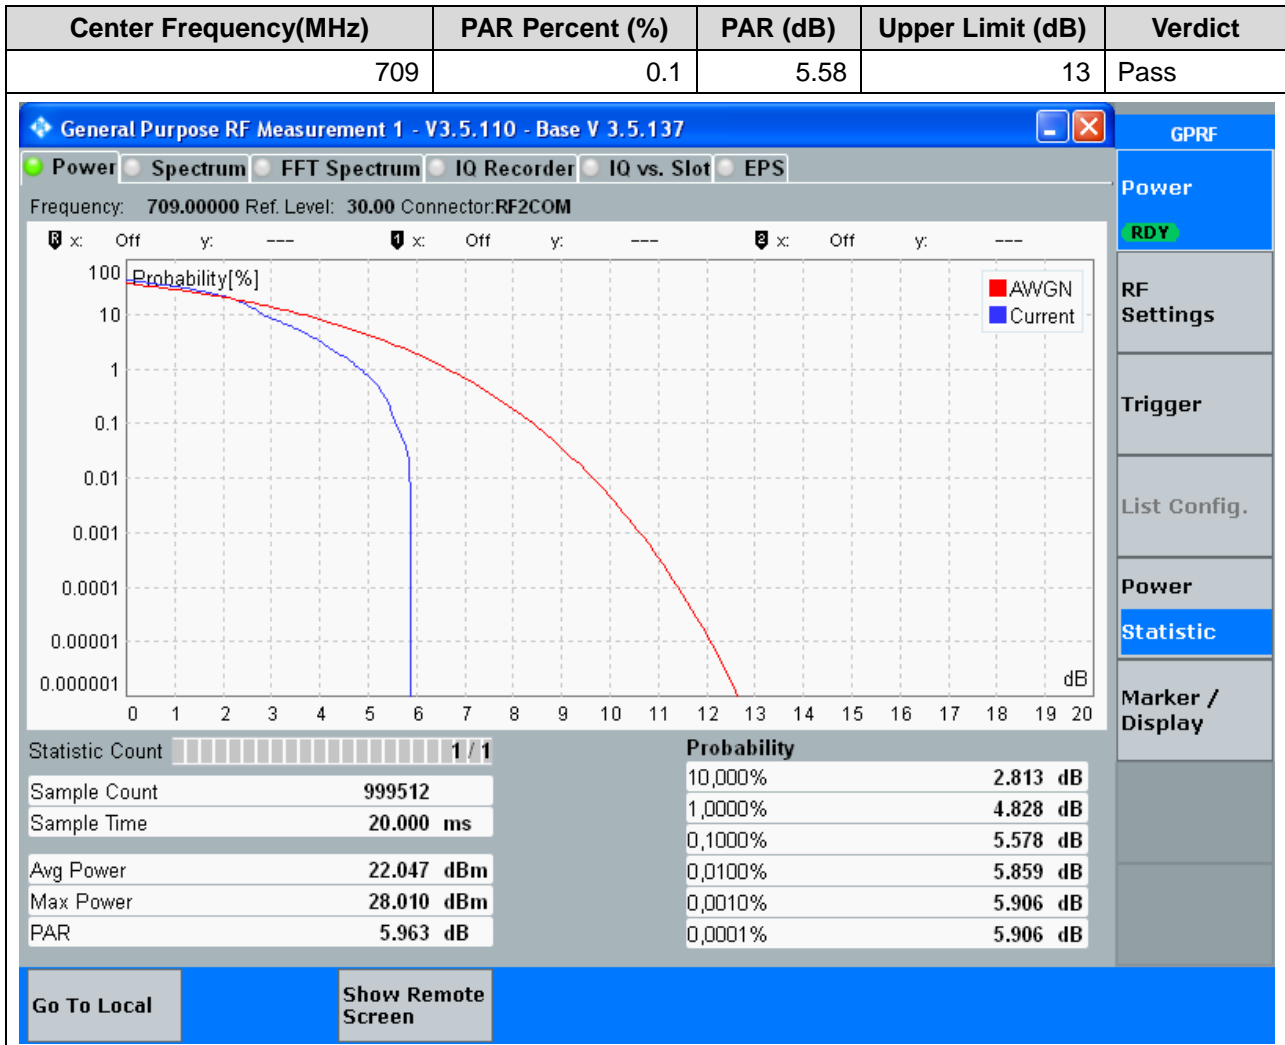 Center Frequency(MHz) PAR Percent (%) PAR (dB) Upper Limit (dB) Verdict
709 0.1 5.58 13 Pass
General Purpose RF Measurement 1 - V3.5.110 - Base V 3.5.137
GPRF
Power Spectrum FFT Spectrum IQ Recorder IQ vs. Slot EPS
Power
RDY
Frequency: 709.00000 Ref. Level: 30.00 Connector:RF2COM
R x: Off y: --- 1 x: Off y: --- 2 x: Off y: ---
Probability[%]
AWGN
Current
100
10
1
0.1
0.01
0.001
0.0001
0.00001
0.000001
dB
0 1 2 3 4 5 6 7 8 9 10 11 12 13 14 15 16 17 18 19 20
RF
Settings
Trigger
List Config.
Power
Statistic
Marker /
Display
Statistic Count 1 / 1
Sample Count 999512
Sample Time 20.000 ms
Avg Power 22.047 dBm
Max Power 28.010 dBm
PAR 5.963 dB
Probability
10,000% 2.813 dB
1,0000% 4.828 dB
0,1000% 5.578 dB
0,0100% 5.859 dB
0,0010% 5.906 dB
0,0001% 5.906 dB
Go To Local
Show Remote
Screen